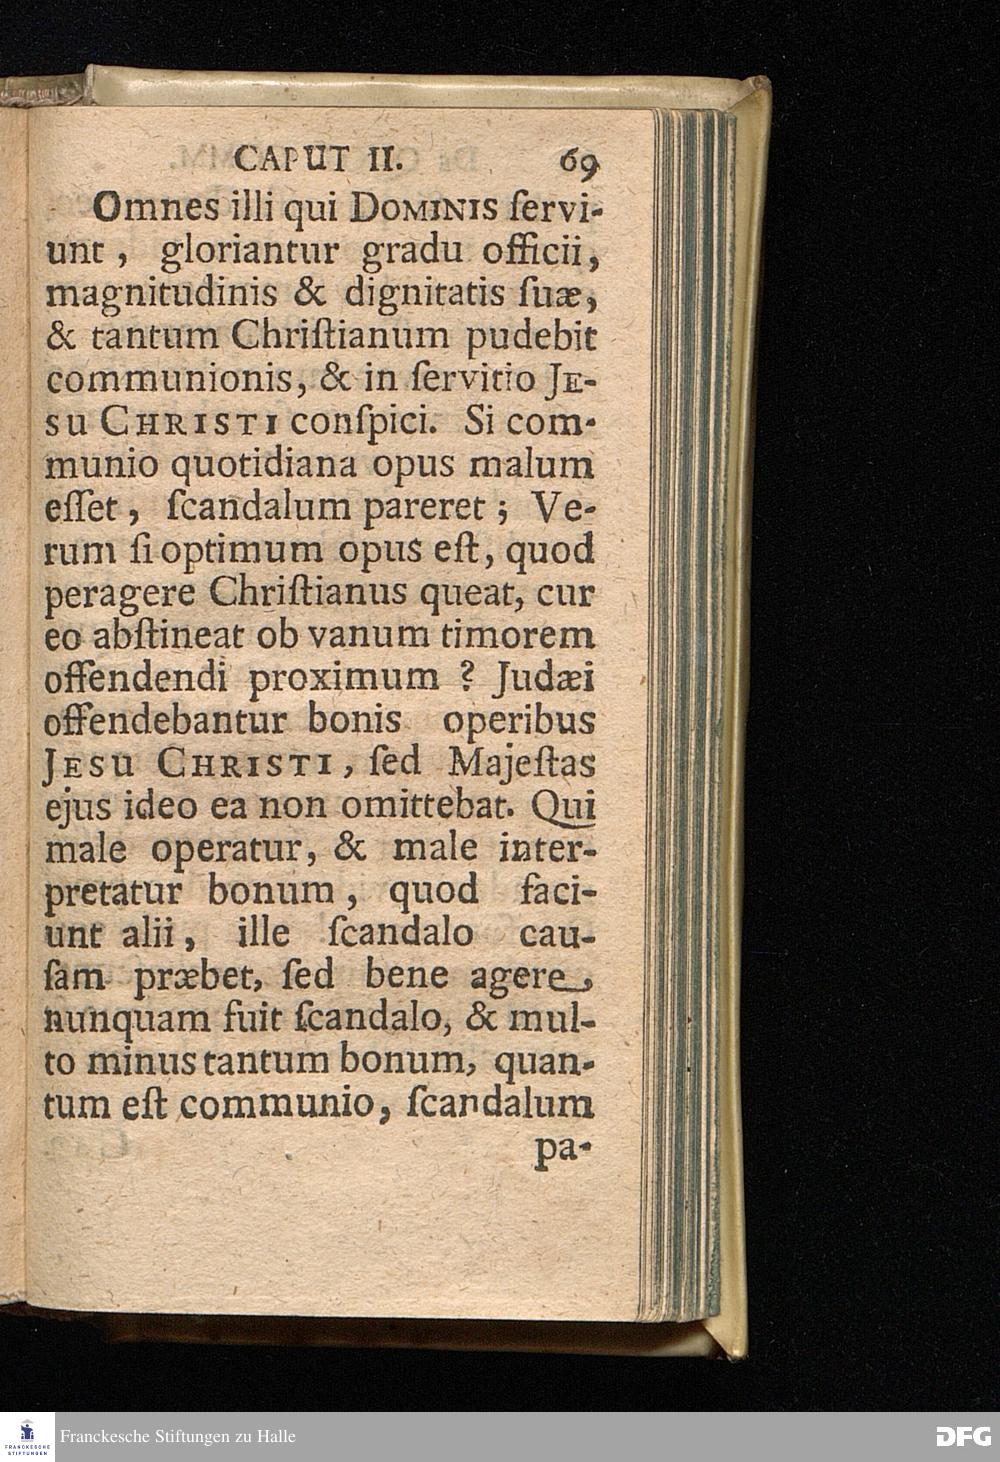 CAPUT II. 69
Omnes illi qui DOMINIS ſervi-
unt, gloriantur gradu officii,
magnitudinis & dignitatis ſuæ,
& tantum Chriſtianum pudebit
communionis, & in ſervitio JE-
SU CHRISTI conſpici. Si com-
munio quotidiana opus malum
eſſet, ſcandalum pareret; Ve-
rum ſi optimum opus eſt, quod
peragere Chriſtianus queat, cur
eo abſtineat ob vanum timorem
offendendi proximum? Judæi
offendebantur bonis operibus
JESU CHRISTI, ſed Majeſtas
ejus ideo ea non omittebat. Qui
male operatur, & male inter-
pretatur bonum, quod faci-
unt alii, ille ſcandalo cau-
ſam præbet, ſed bene agere,
nunquam fuit ſcandalo, & mul-
to minus tantum bonum, quan-
tum eſt communio, ſcandalum
pa-
FRANCKESCHE
STIFTUNGEN
Franckesche Stiftungen zu Halle
DFG